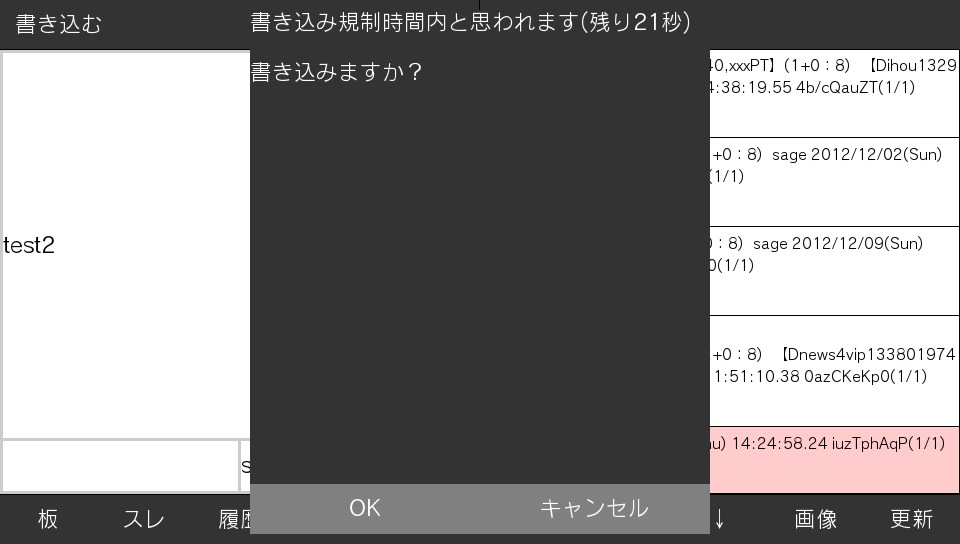 書き込む
書き込み規制時間内と思われます(残り21秒)
書き込みますか？
test2
40,xxxPT】(1+0：8) 【Dihou1329
4:38:19.55 4b/cQauZT(1/1)
+0：8) sage 2012/12/02(Sun)
(1/1)
0：8) sage 2012/12/09(Sun)
0(1/1)
+0：8) 【Dnews4vip133801974
1:51:10.38 0azCKeKp0(1/1)
hu) 14:24:58.24 iuzTphAqP(1/1)
s
OK キャンセル
板 スレ 履歴 ↓ 画像 更新